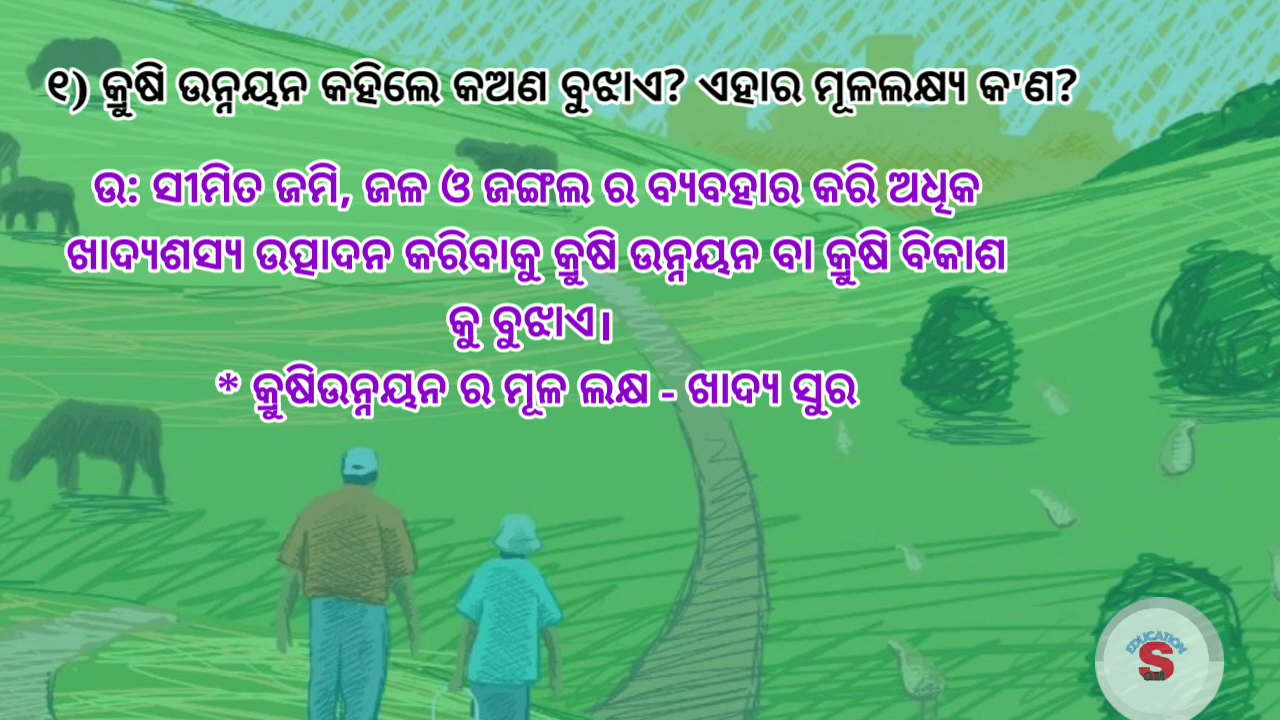 ୧) କ୍ରୁଷି ଉନ୍ନୟନ କହିଲେ କଅଣ ବୁଝାଏ? ଏହାର ମୂଳଲକ୍ଷ୍ୟ କ'ଣ?
ଉ: ସୀମିତ ଜମି, ଜଳ ଓ ଜଙ୍ଗଲ ର ବ୍ୟବହାର କରି ଅଧିକ
ଖାଦ୍ୟଶସ୍ୟ ଉତ୍ପାଦନ କରିବାକୁ କ୍ରୁଷି ଉନ୍ନୟନ ବା କ୍ରୁଷି ବିକାଶ
କୁ ବୁଝାଏ।
* କ୍ରୁଷିଉନ୍ନୟନ ର ମୂଳ ଲକ୍ଷ - ଖାଦ୍ୟ ସୁର
EDUCATION
S